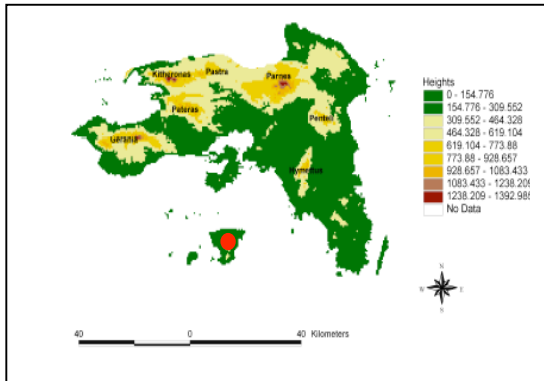 Kitheronas
Pastra
Parnes
Pateras
Penteli
Gerania
Hymettus
Heights
0 - 154.776
154.776 - 309.552
309.552 - 464.328
464.328 - 619.104
619.104 - 773.88
773.88 - 928.657
928.657 - 1083.433
1083.433 - 1238.209
1238.209 - 1392.985
No Data
N
W E
N
40 0 40 Kilometers